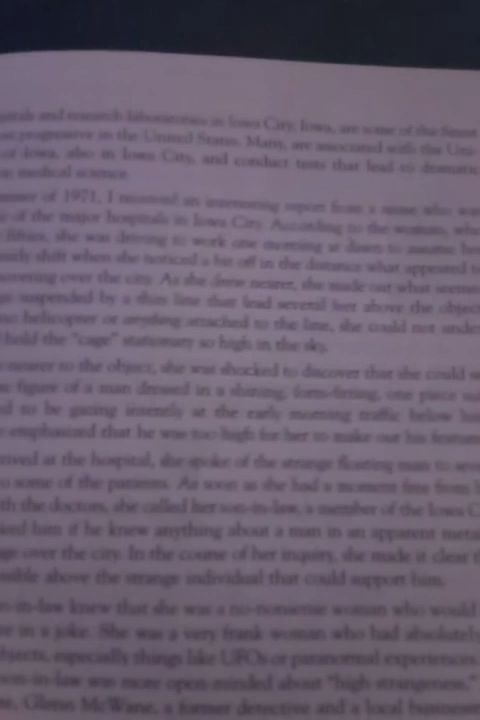 and research laboratories in Iowa City, Iowa, are some of the finest
progressive in the United States. Many, are associated with the Uni-
of Iowa, also in Iowa City, and conduct tests that lead to dramatic
in medical science.
of 1971, I received an interesting report from a nurse who was
of the major hospitals in Iowa City. According to the woman, who
fifties, she was driving to work one morning at dawn to assume her
shift when she noticed a bit off in the distance what appeared to
hovering over the city. As she drew nearer, she made out what seemed
suspended by a thin line that lead several feet above the object
no helicopter or anything attached to the line, she could not under
hold the "cage" stationary so high in the sky.
nearer to the object, she was shocked to discover that she could
figure of a man dressed in a shining, form-fitting, one piece
to be gazing intently at the early morning traffic below
emphasized that he was too high for her to make out his features
at the hospital, she spoke of the strange floating man to
some of the patients. As soon as she had a moment free from
the doctors, she called her son-in-law, a member of the Iowa
him if he knew anything about a man in an apparent metal
over the city. In the course of her inquiry, she made it clear
above the strange individual that could support him.
knew that she was a no-nonsense woman who would
in a joke. She was a very frank woman who had absolutely
especially things like UFOs or paranormal experiences
son-in-law was more open-minded about "high strangeness,"
Glenn McWane, a former detective and a local